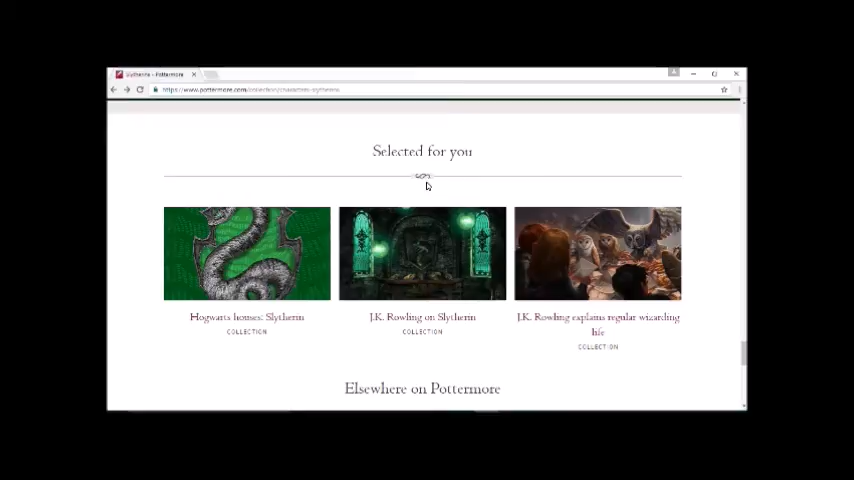 Slytherin - Pottermore
https://www.pottermore.com/collection/characters-slytherin
Selected for you
Hogwarts houses: Slytherin
COLLECTION
J.K. Rowling on Slytherin
COLLECTION
J.K. Rowling explains regular wizarding
life
COLLECTION
Elsewhere on Pottermore